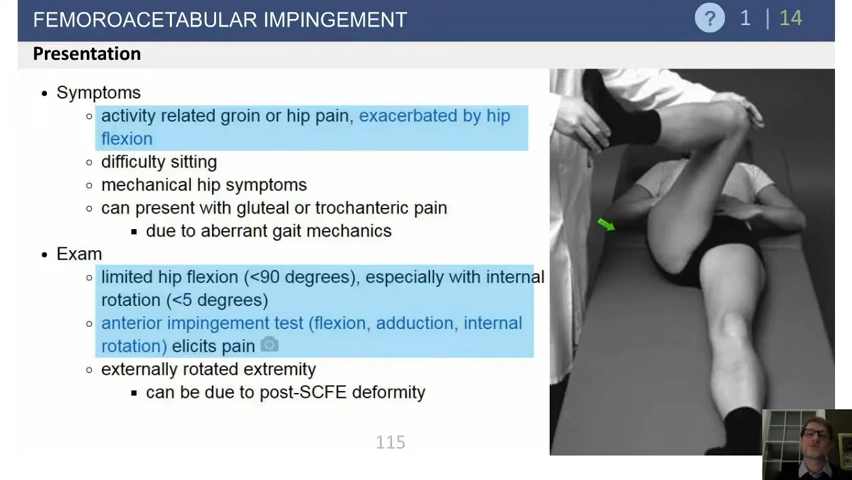 FEMOROACETABULAR IMPINGEMENT
? 1 | 14
Presentation
• Symptoms
activity related groin or hip pain, exacerbated by hip
flexion
difficulty sitting
mechanical hip symptoms
can present with gluteal or trochanteric pain
due to aberrant gait mechanics
• Exam
limited hip flexion (<90 degrees), especially with internal
rotation (<5 degrees)
anterior impingement test (flexion, adduction, internal
rotation) elicits pain
externally rotated extremity
can be due to post-SCFE deformity
115